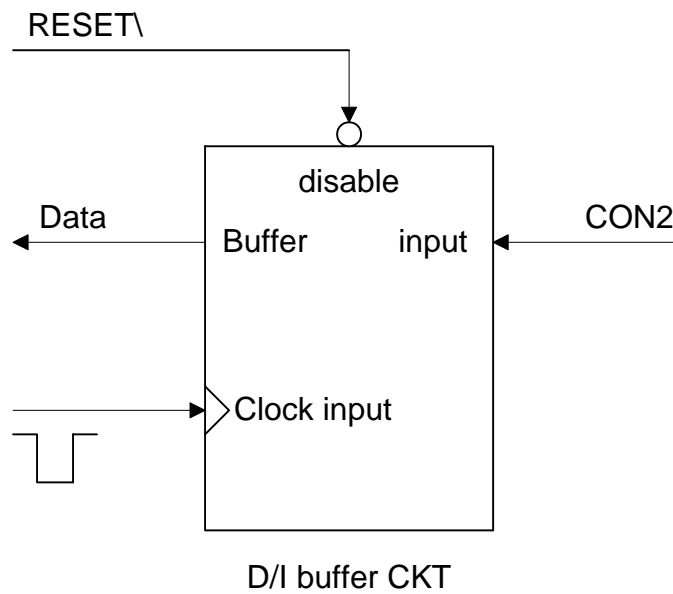 RESET\
disable
Data
Buffer
input
CON2
Clock input
D/I buffer CKT